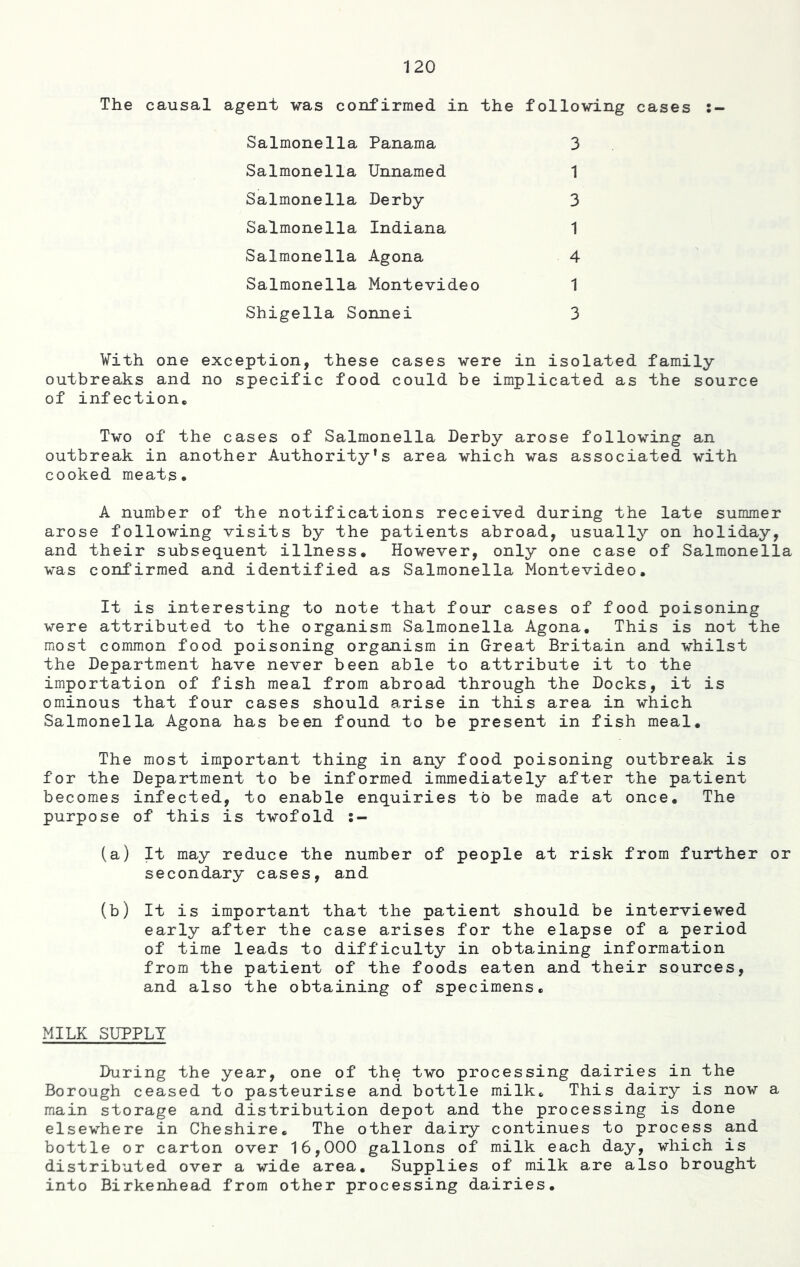 120
The causal agent was confirmed in the following cases :-
Salmonella Panama 3
Salmonella Unnamed 1
Salmonella Derby 3
Salmonella Indiana 1
Salmonella Agona 4
Salmonella Montevideo 1
Shigella Sonnei 3
With one exception, these cases were in isolated family
outbreaks and no specific food could be implicated as the source
of infection.
Two of the cases of Salmonella Derby arose following an
outbreak in another Authority's area which was associated with
cooked meats.
A number of the notifications received during the late summer
arose following visits by the patients abroad, usually on holiday,
and their subsequent illness. However, only one case of Salmonella
was confirmed and identified as Salmonella Montevideo.
It is interesting to note that four cases of food poisoning
were attributed to the organism Salmonella Agona. This is not the
most common food poisoning organism in Great Britain and whilst
the Department have never been able to attribute it to the
importation of fish meal from abroad through the Docks, it is
ominous that four cases should arise in this area in which
Salmonella Agona has been found to be present in fish meal.
The most important thing in any food poisoning outbreak is
for the Department to be informed immediately after the patient
becomes infected, to enable enquiries to be made at once. The
purpose of this is twofold :-
(a) It may reduce the number of people at risk from further or
secondary cases, and
(b) It is important that the patient should be interviewed
early after the case arises for the elapse of a period
of time leads to difficulty in obtaining information
from the patient of the foods eaten and their sources,
and also the obtaining of specimens.
MILK SUPPLY
During the year, one of the two processing dairies in the
Borough ceased to pasteurise and bottle milk. This dairy is now a
main storage and distribution depot and the processing is done
elsewhere in Cheshire. The other dairy continues to process and
bottle or carton over 16,000 gallons of milk each day, which is
distributed over a wide area. Supplies of milk are also brought
into Birkenhead from other processing dairies.